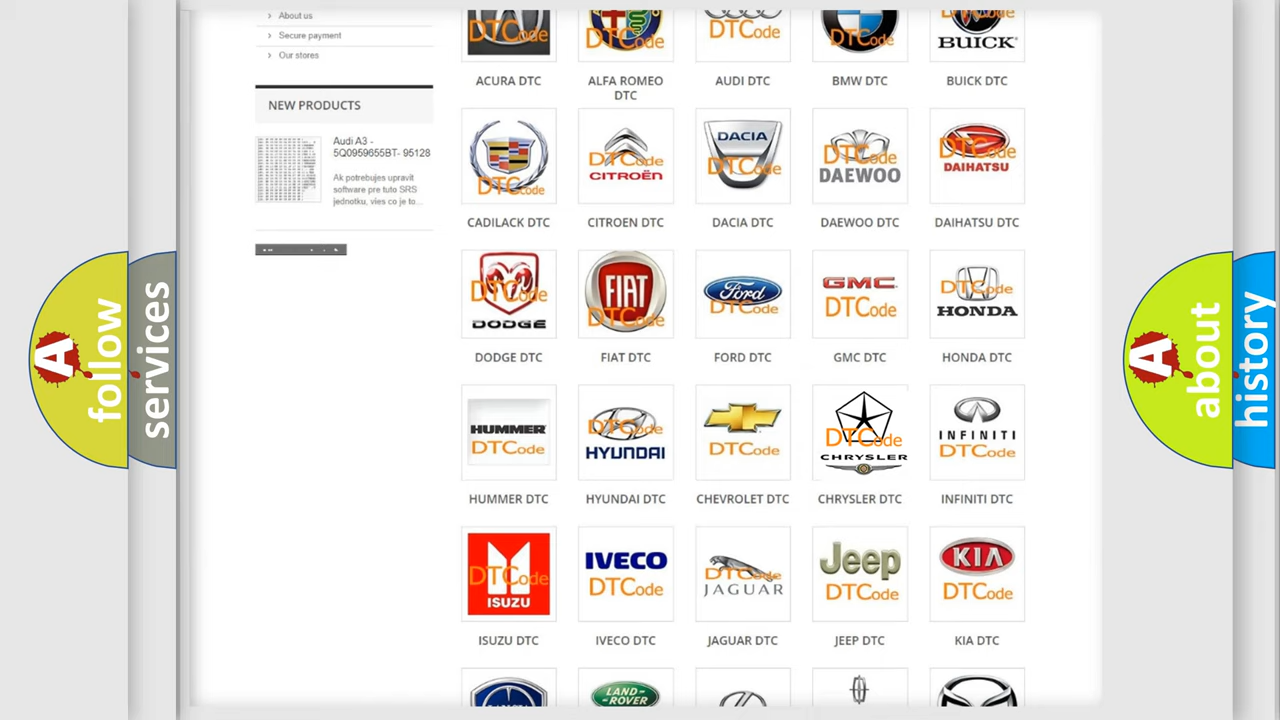 About us
Secure payment
Our stores
NEW PRODUCTS
Audi A3 -
5Q0959655BT- 95128
Ak potrebujes upravit
software pre tuto SRS
jednotku, vies co je to...
DTCode
DTCode
DTCode
DTCode
BUICK
ACURA DTC
ALFA ROMEO
DTC
AUDI DTC
BMW DTC
BUICK DTC
DTCode
DTCode
CITROËN
DACIA
DTCode
DTCode
DAEWOO
DTCode
DAIHATSU
CADILACK DTC
CITROEN DTC
DACIA DTC
DAEWOO DTC
DAIHATSU DTC
DTCode
DODGE
FIAT
DTCode
Ford
DTCode
GMC
DTCode
DTCode
HONDA
DODGE DTC
FIAT DTC
FORD DTC
GMC DTC
HONDA DTC
HUMMER
DTCode
DTCode
HYUNDAI
DTCode
DTCode
CHRYSLER
INFINITI
DTCode
HUMMER DTC
HYUNDAI DTC
CHEVROLET DTC
CHRYSLER DTC
INFINITI DTC
DTCode
ISUZU
IVECO
DTCode
DTCode
JAGUAR
Jeep
DTCode
KIA
DTCode
ISUZU DTC
IVECO DTC
JAGUAR DTC
JEEP DTC
KIA DTC
LAND-
ROVER
A
follow
services
A
about
history